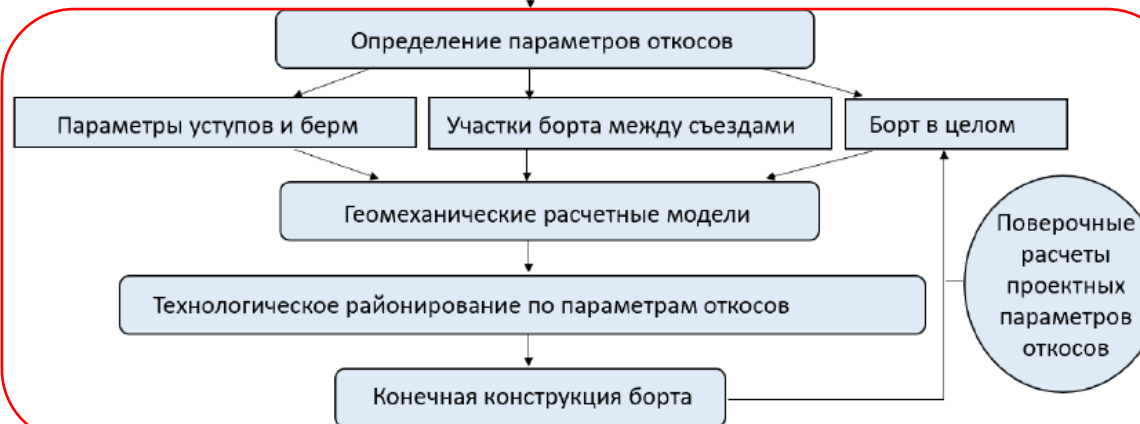 Определение параметров откосов
Параметры уступов и берм
Участки борта между съездами
Борт в целом
Геомеханические расчетные модели
Поверочные
расчеты
проектных
параметров
откосов
Технологическое районирование по параметрам откосов
Конечная конструкция борта